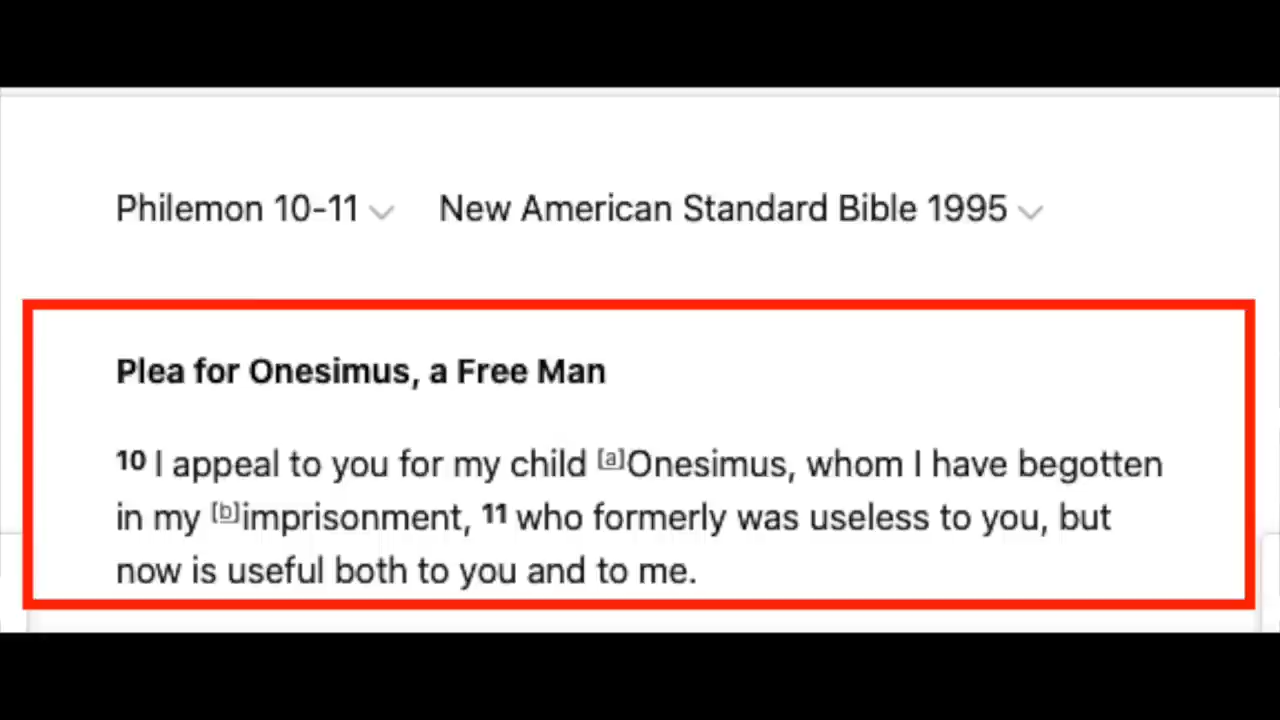 Philemon 10-11 New American Standard Bible 1995
Plea for Onesimus, a Free Man
10 I appeal to you for my child [a]Onesimus, whom I have begotten
in my [b]imprisonment, 11 who formerly was useless to you, but
now is useful both to you and to me.